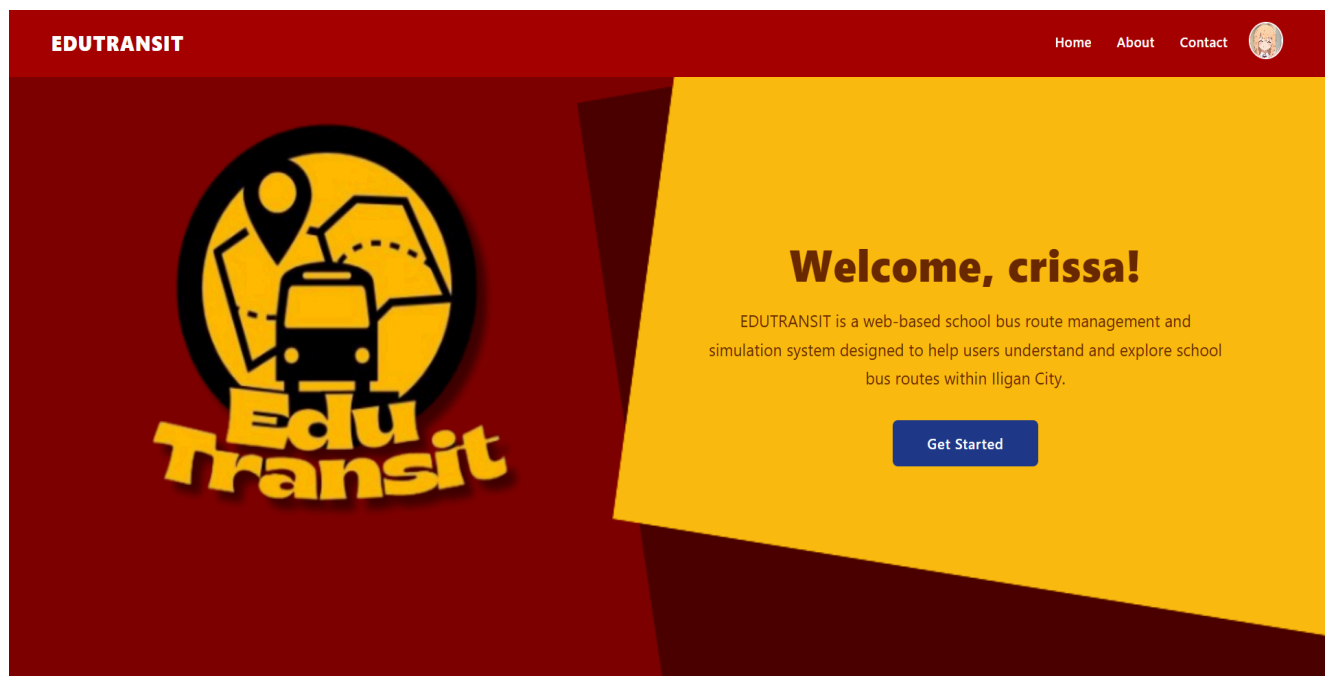 EDUTRANSIT
Home About Contact
Edu
Transit
Welcome, crissa!
EDUTRANSIT is a web-based school bus route management and
simulation system designed to help users understand and explore school
bus routes within Iligan City.
Get Started